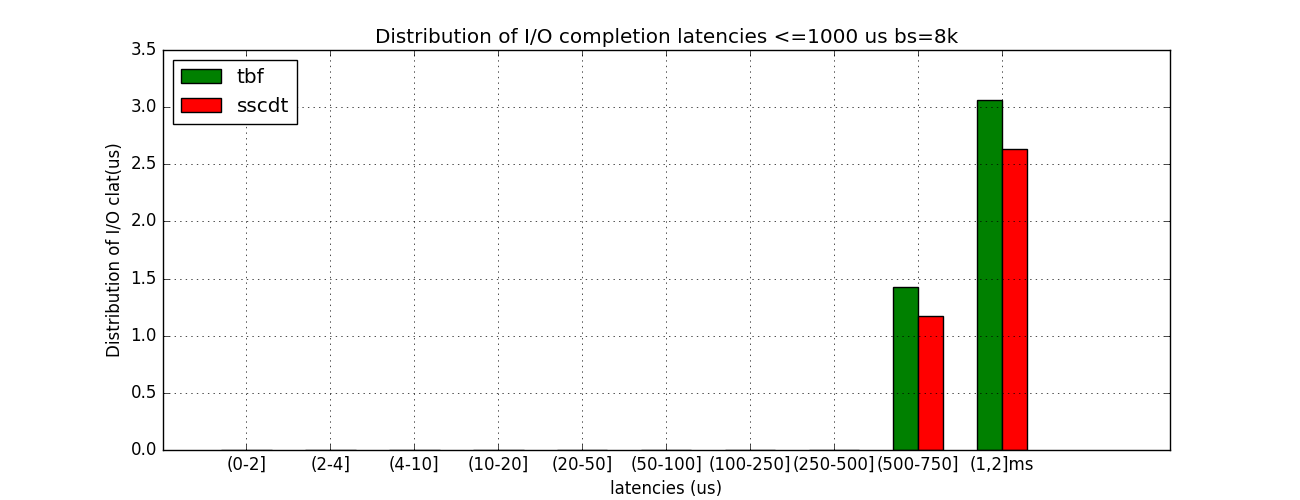 Distribution of I/O completion latencies <=1000 us bs=8k
tbf
sscdt
3.5
3.0
2.5
2.0
1.5
1.0
0.5
0.0
Distribution of I/O clat(us)
(0-2] (2-4] (4-10] (10-20] (20-50] (50-100] (100-250] (250-500] (500-750] (1,2]ms
latencies (us)